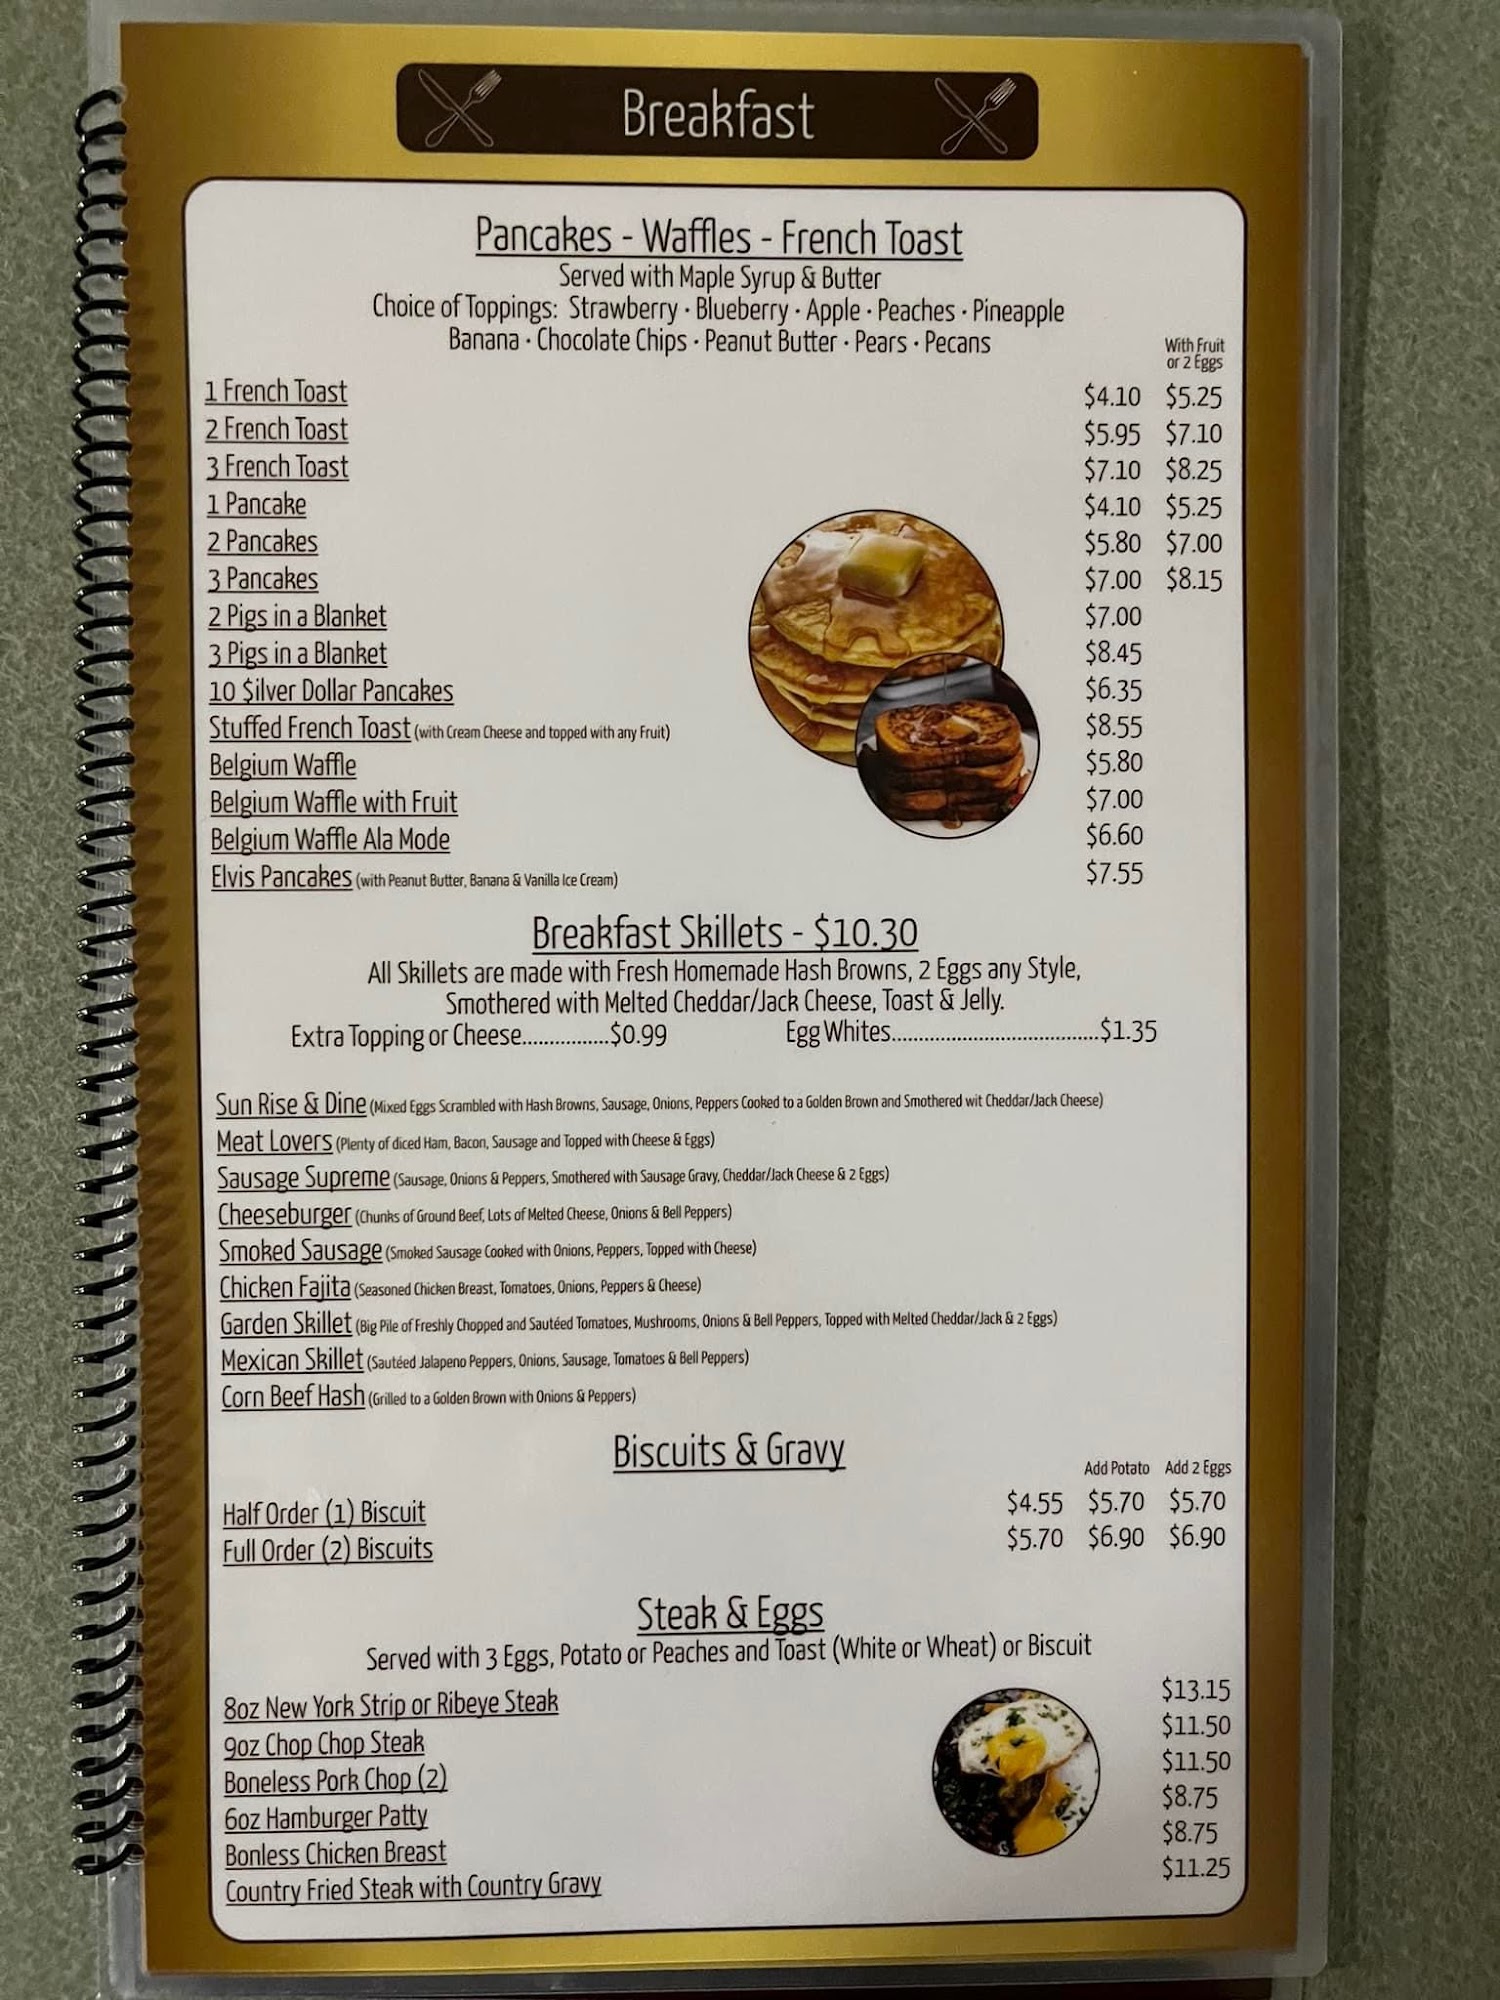 Breakfast
Pancakes - Waffles - French Toast
Served with Maple Syrup & Butter
Choice of Toppings: Strawberry · Blueberry · Apple · Peaches · Pineapple
Banana · Chocolate Chips · Peanut Butter · Pears · Pecans
With Fruit
or 2 Eggs
1 French Toast $4.10 $5.25
2 French Toast $5.95 $7.10
3 French Toast $7.10 $8.25
1 Pancake $4.10 $5.25
2 Pancakes $5.80 $7.00
3 Pancakes $7.00 $8.15
2 Pigs in a Blanket $7.00
3 Pigs in a Blanket $8.45
10 $ilver Dollar Pancakes $6.35
Stuffed French Toast (with Cream Cheese and topped with any Fruit) $8.55
Belgium Waffle $5.80
Belgium Waffle with Fruit $7.00
Belgium Waffle Ala Mode $6.60
Elvis Pancakes (with Peanut Butter, Banana & Vanilla Ice Cream) $7.55
Breakfast Skillets - $10.30
All Skillets are made with Fresh Homemade Hash Browns, 2 Eggs any Style,
Smothered with Melted Cheddar/Jack Cheese, Toast & Jelly.
Extra Topping or Cheese................$0.99 Egg Whites......................................$1.35
Sun Rise & Dine (Mixed Eggs Scrambled with Hash Browns, Sausage, Onions, Peppers Cooked to a Golden Brown and Smothered wit Cheddar/Jack Cheese)
Meat Lovers (Plenty of diced Ham, Bacon, Sausage and Topped with Cheese & Eggs)
Sausage Supreme (Sausage, Onions & Peppers, Smothered with Sausage Gravy, Cheddar/Jack Cheese & 2 Eggs)
Cheeseburger (Chunks of Ground Beef, Lots of Melted Cheese, Onions & Bell Peppers)
Smoked Sausage (Smoked Sausage Cooked with Onions, Peppers, Topped with Cheese)
Chicken Fajita (Seasoned Chicken Breast, Tomatoes, Onions, Peppers & Cheese)
Garden Skillet (Big Pile of Freshly Chopped and Sautéed Tomatoes, Mushrooms, Onions & Bell Peppers, Topped with Melted Cheddar/Jack & 2 Eggs)
Mexican Skillet (Sautéed Jalapeno Peppers, Onions, Sausage, Tomatoes & Bell Peppers)
Corn Beef Hash (Grilled to a Golden Brown with Onions & Peppers)
Biscuits & Gravy
Add Potato Add 2 Eggs
Half Order (1) Biscuit $4.55 $5.70 $5.70
Full Order (2) Biscuits $5.70 $6.90 $6.90
Steak & Eggs
Served with 3 Eggs, Potato or Peaches and Toast (White or Wheat) or Biscuit
8oz New York Strip or Ribeye Steak $13.15
9oz Chop Chop Steak $11.50
Boneless Pork Chop (2) $11.50
6oz Hamburger Patty $8.75
Bonless Chicken Breast $8.75
Country Fried Steak with Country Gravy $11.25